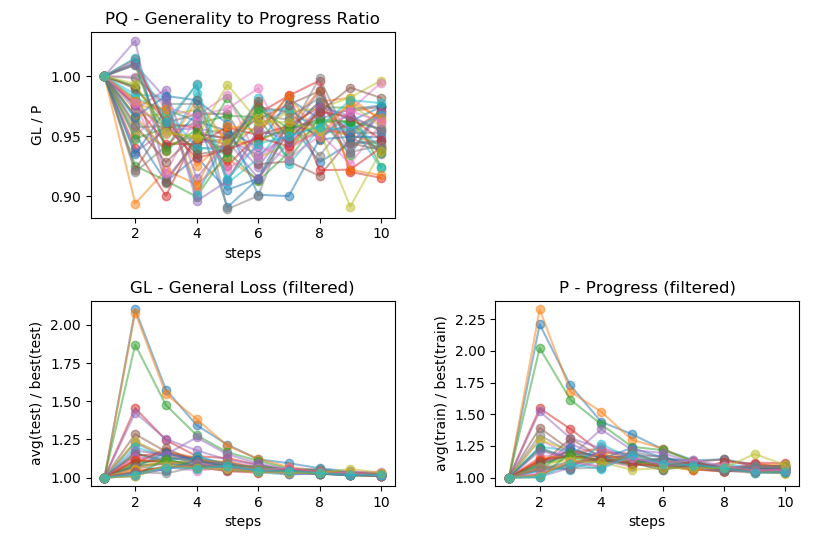 PQ - Generality to Progress Ratio
GL / P
1.00
0.95
0.90
2 4 6 8 10
steps
GL - General Loss (filtered)
avg(test) / best(test)
2.00
1.75
1.50
1.25
1.00
2 4 6 8 10
steps
P - Progress (filtered)
avg(train) / best(train)
2.25
2.00
1.75
1.50
1.25
1.00
2 4 6 8 10
steps